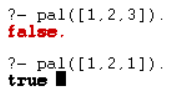 ?- pal([1,2,3]).
false.
?- pal([1,2,1]).
true